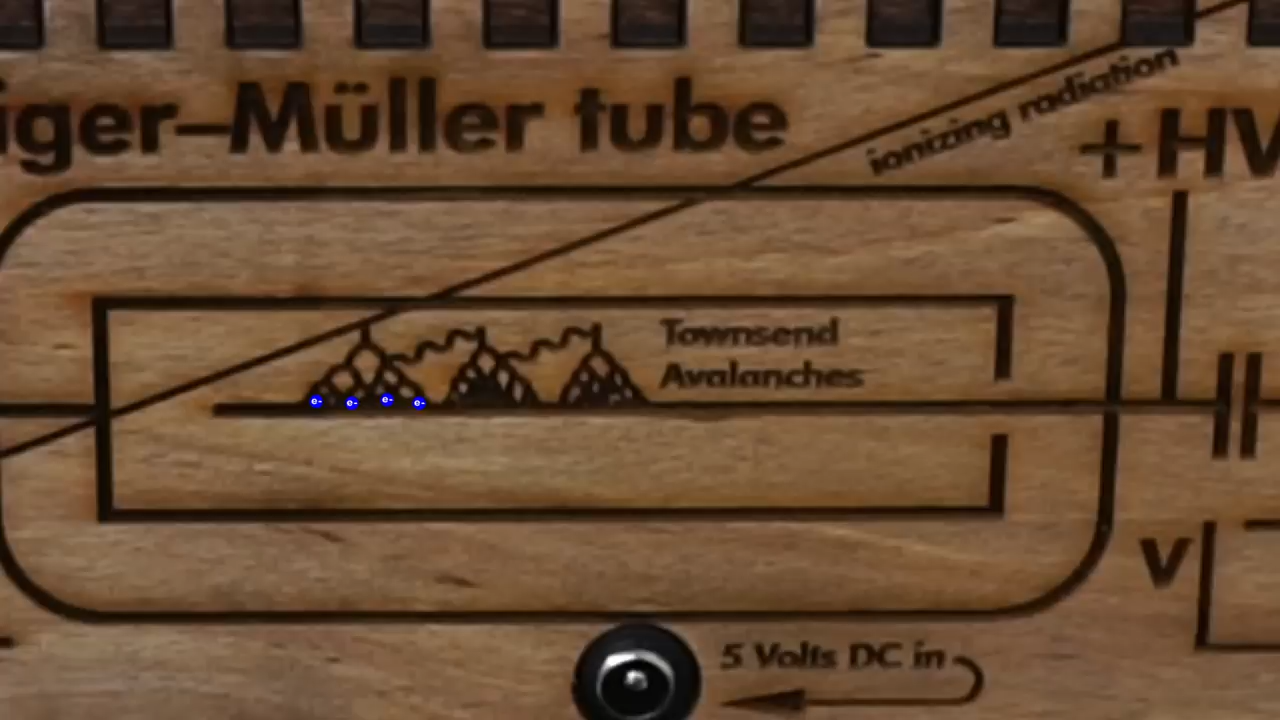 iger–Müller tube
ionizing radiation
+HV
Townsend
Avalanches
e- e- e- e-
V
5 Volts DC in